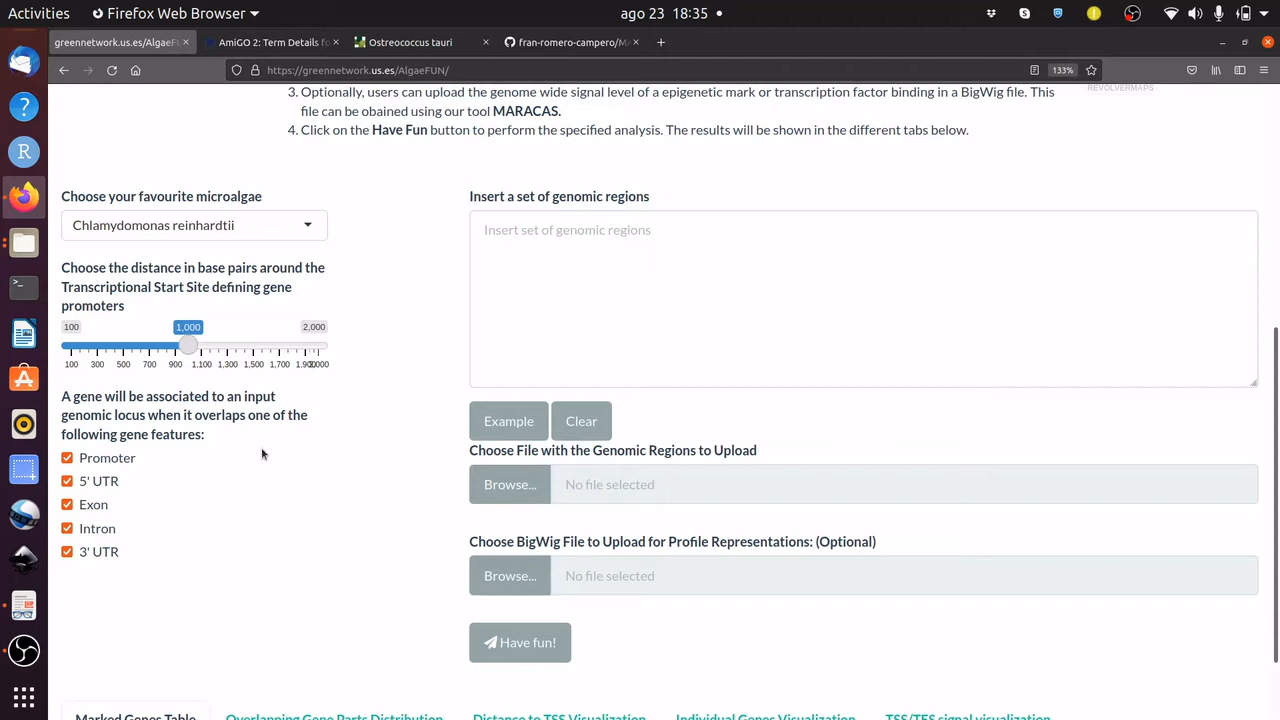 Activities
Firefox Web Browser
ago 23 18:35
greennetwork.us.es/AlgaeFU
AmiGO 2: Term Details fo
Ostreococcus tauri
fran-romero-campero/MA
https://greennetwork.us.es/AlgaeFUN/
133%
REVOLVERMAPS
3. Optionally, users can upload the genome wide signal level of a epigenetic mark or transcription factor binding in a BigWig file. This
file can be obained using our tool MARACAS.
4. Click on the Have Fun button to perform the specified analysis. The results will be shown in the different tabs below.
Choose your favourite microalgae
Chlamydomonas reinhardtii
Choose the distance in base pairs around the
Transcriptional Start Site defining gene
promoters
100 1,000 2,000
100 300 500 700 900 1,100 1,300 1,500 1,700 1,900 2,000
A gene will be associated to an input
genomic locus when it overlaps one of the
following gene features:
Promoter
5' UTR
Exon
Intron
3' UTR
Insert a set of genomic regions
Insert set of genomic regions
Example Clear
Choose File with the Genomic Regions to Upload
Browse... No file selected
Choose BigWig File to Upload for Profile Representations: (Optional)
Browse... No file selected
Have fun!
Marked Genes Table
Overlapping Gene Parts Distribution
Distance to TSS Visualization
Individual Genes Visualization
TSS/TES signal visualization